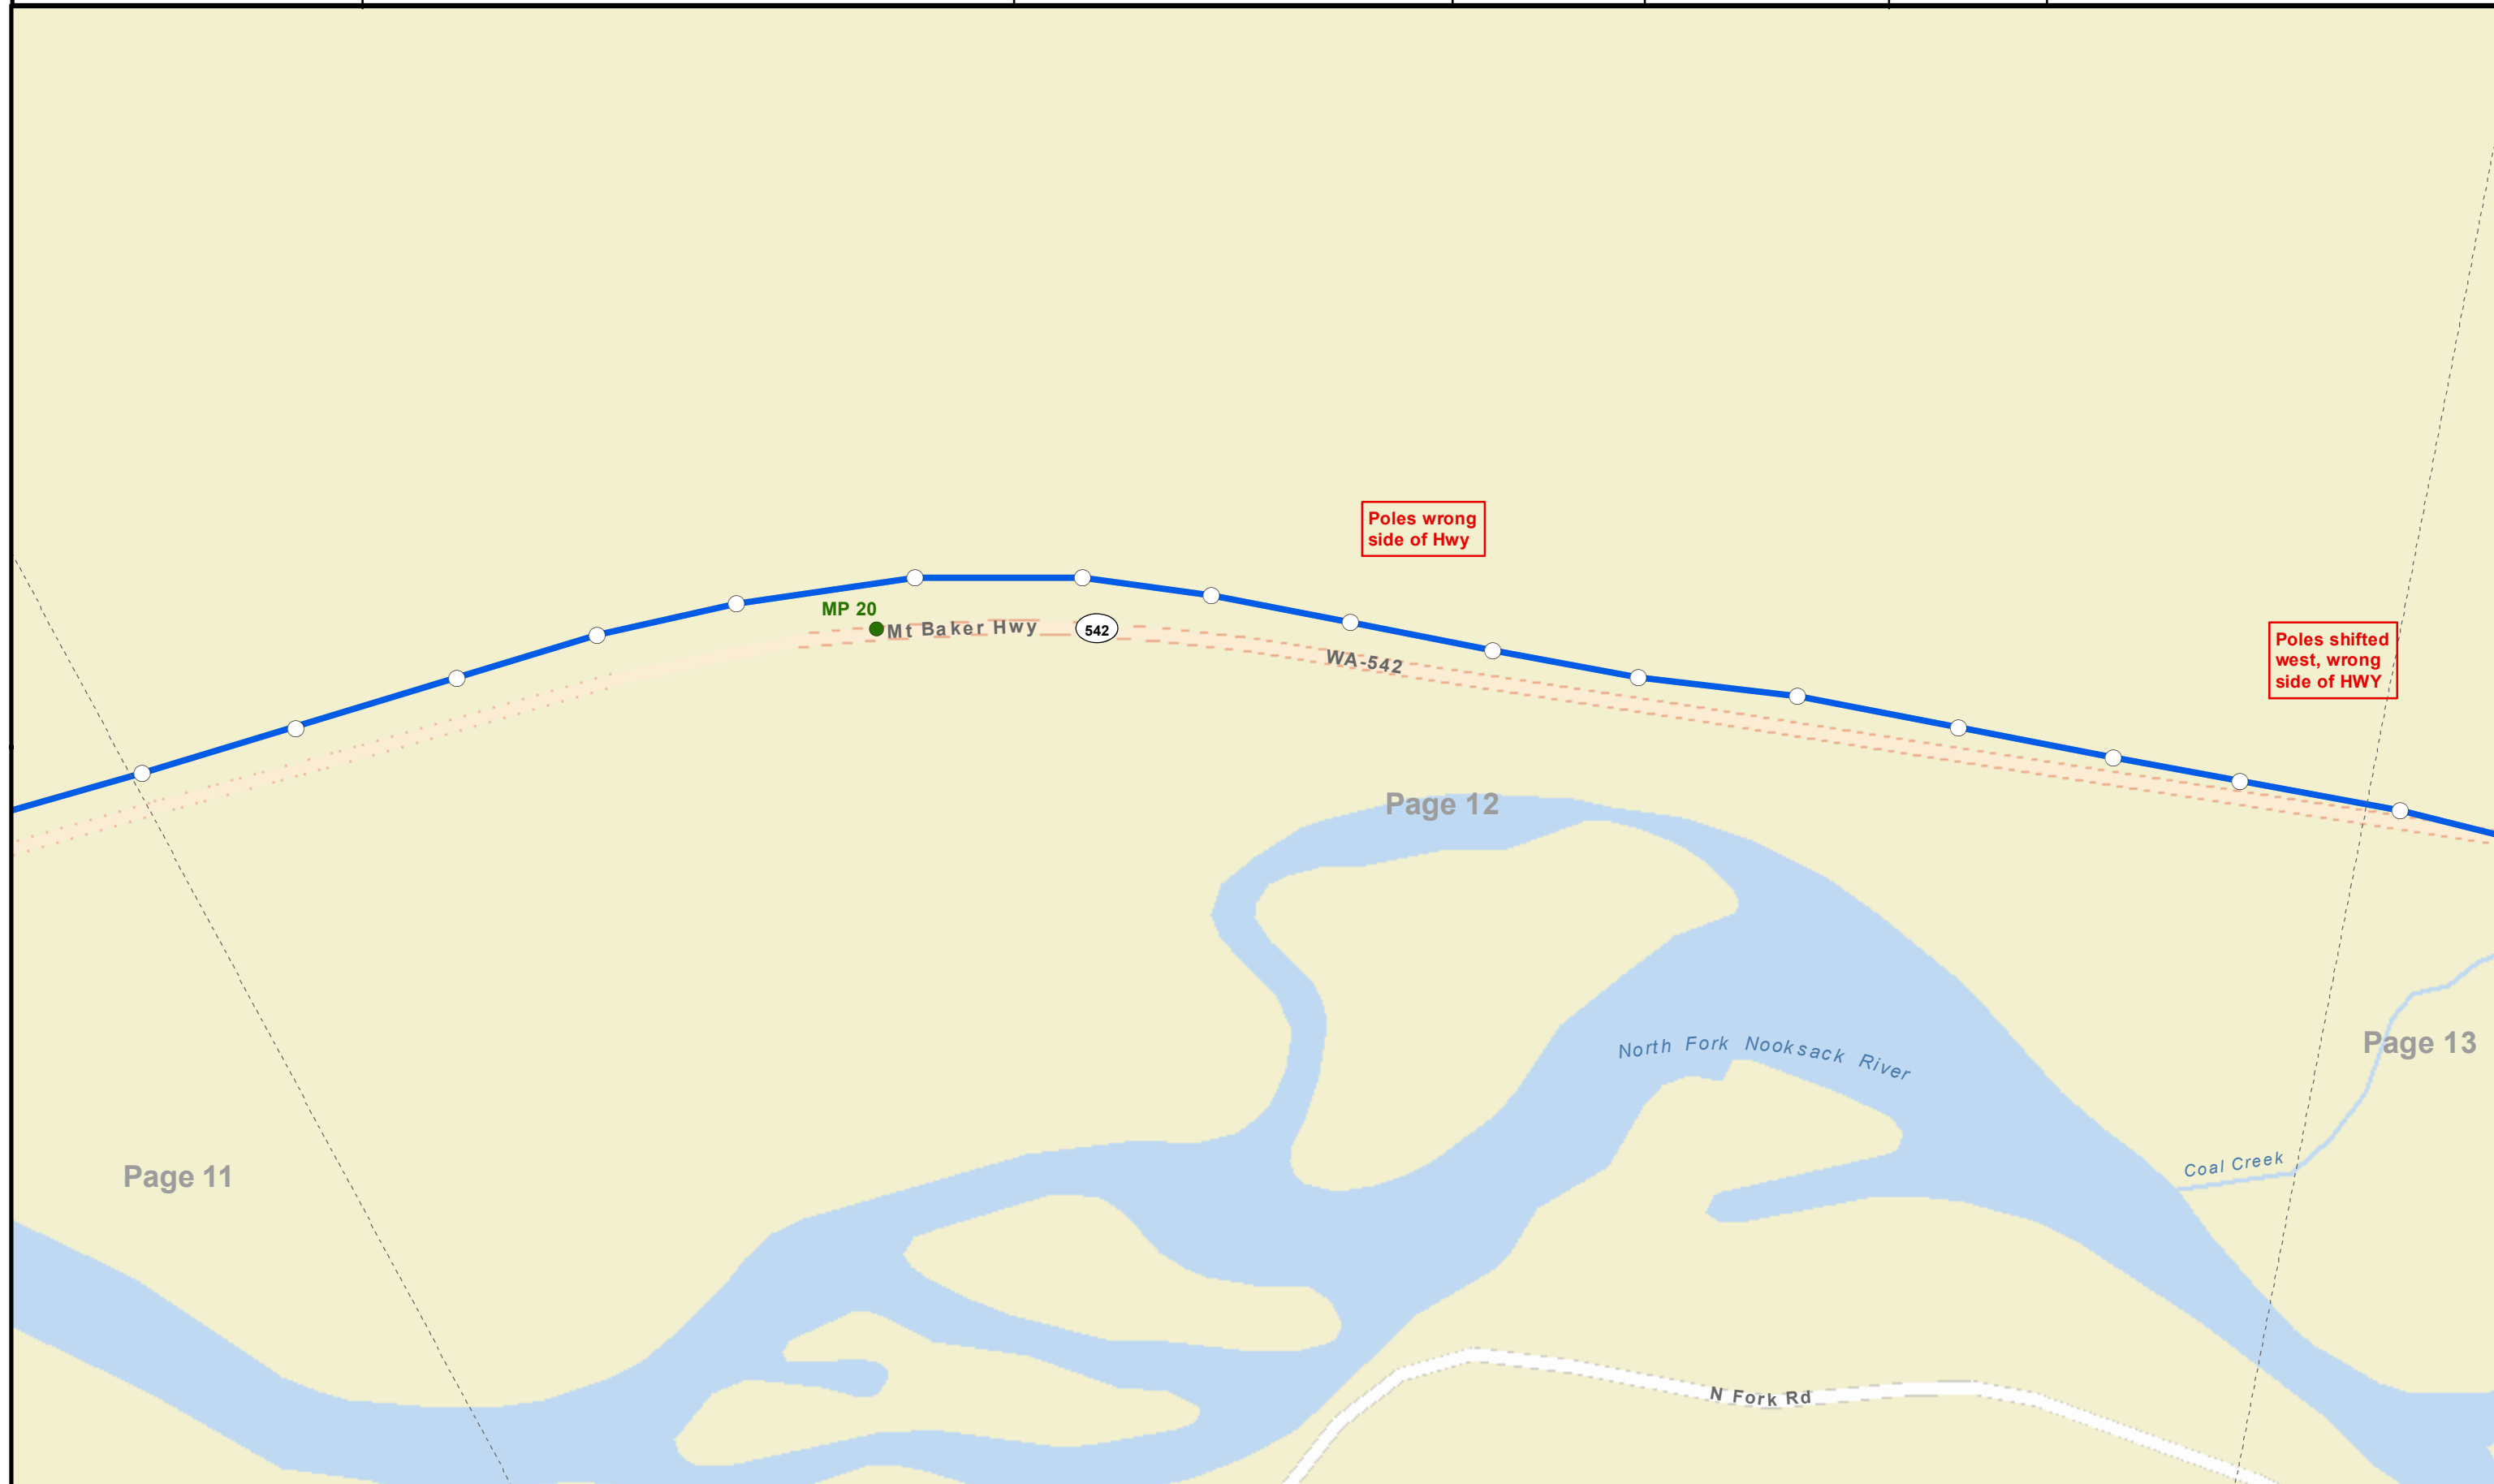 Poles wrong
side of Hwy
MP 20
Mt Baker Hwy
542
WA-542
Poles shifted
west, wrong
side of HWY
Page 12
North Fork Nooksack River
Page 13
Coal Creek
Page 11
N Fork Rd